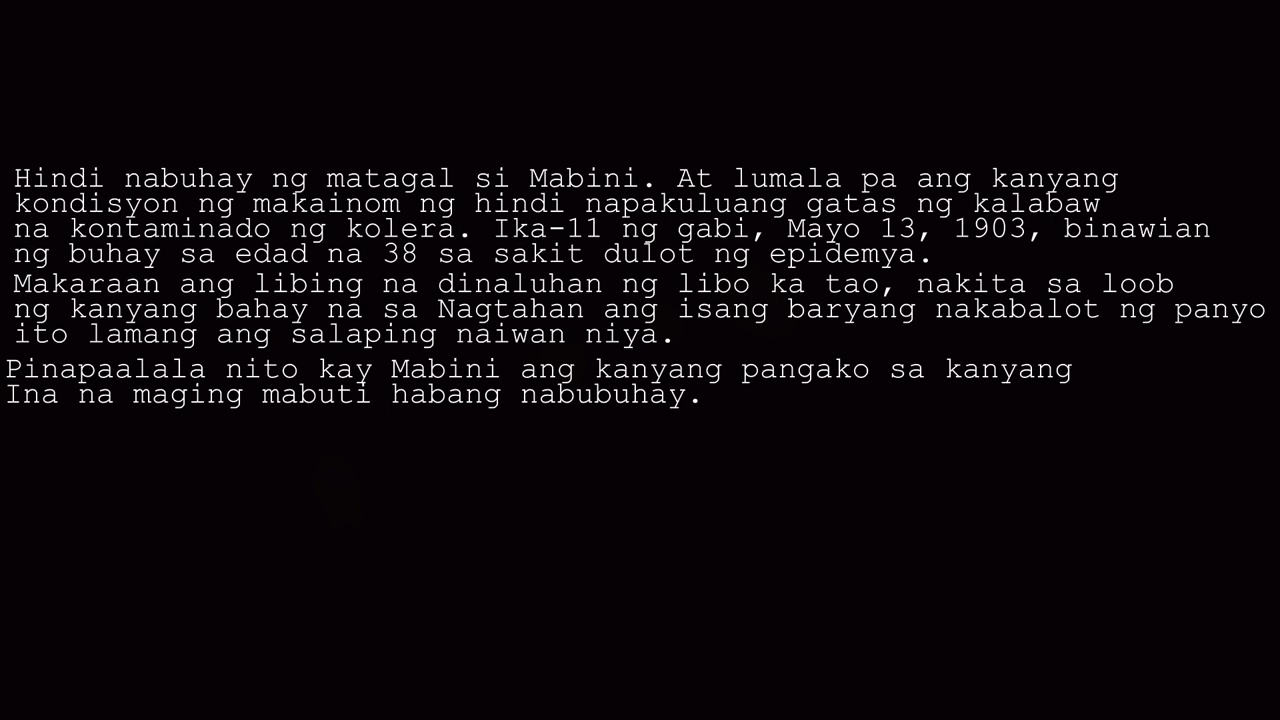 Hindi nabuhay ng matagal si Mabini. At lumala pa ang kanyang
kondisyon ng makainom ng hindi napakuluang gatas ng kalabaw
na kontaminado ng kolera. Ika-11 ng gabi, Mayo 13, 1903, binawian
ng buhay sa edad na 38 sa sakit dulot ng epidemya.
Makaraan ang libing na dinaluhan ng libo ka tao, nakita sa loob
ng kanyang bahay na sa Nagtahan ang isang baryang nakabalot ng panyo
ito lamang ang salaping naiwan niya.
Pinapaalala nito kay Mabini ang kanyang pangako sa kanyang
Ina na maging mabuti habang nabubuhay.